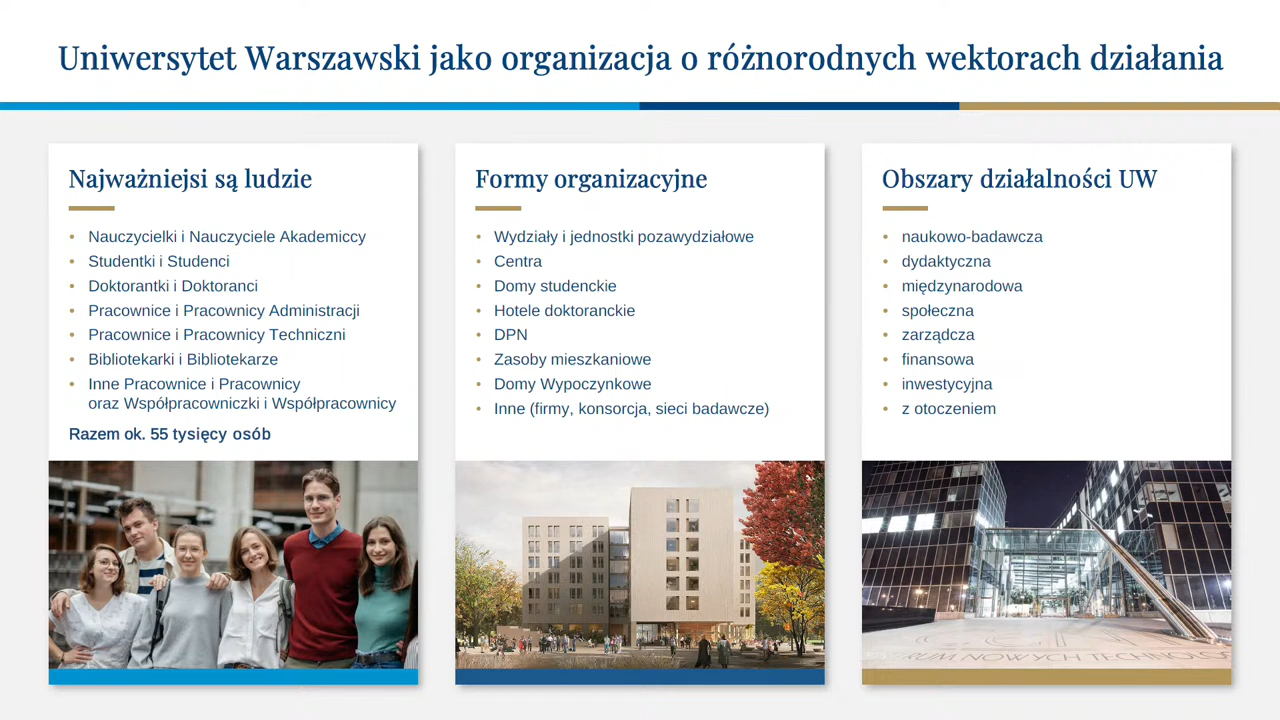 Uniwersytet Warszawski jako organizacja o różnorodnych wektorach działania
Najważniejsi są ludzie
• Nauczycielki i Nauczyciele Akademiccy
• Studentki i Studenci
• Doktorantki i Doktoranci
• Pracownice i Pracownicy Administracji
• Pracownice i Pracownicy Techniczni
• Bibliotekarki i Bibliotekarze
• Inne Pracownice i Pracownicy
oraz Współpracowniczki i Współpracownicy
Razem ok. 55 tysięcy osób
Formy organizacyjne
• Wydziały i jednostki pozawydziałowe
• Centra
• Domy studenckie
• Hotele doktoranckie
• DPN
• Zasoby mieszkaniowe
• Domy Wypoczynkowe
• Inne (firmy, konsorcja, sieci badawcze)
Obszary działalności UW
• naukowo-badawcza
• dydaktyczna
• międzynarodowa
• społeczna
• zarządcza
• finansowa
• inwestycyjna
• z otoczeniem
NOWYCH